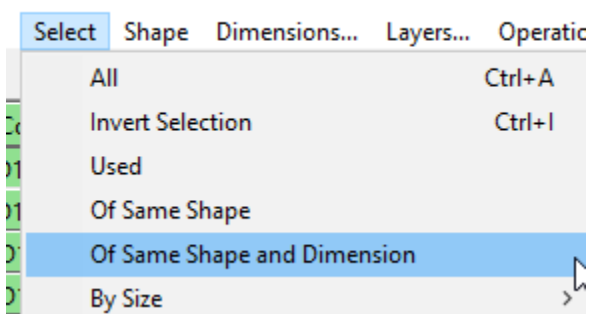 Select Shape Dimensions... Layers... Operatio
All Ctrl+A
Invert Selection Ctrl+I
Used
Of Same Shape
Of Same Shape and Dimension
By Size >